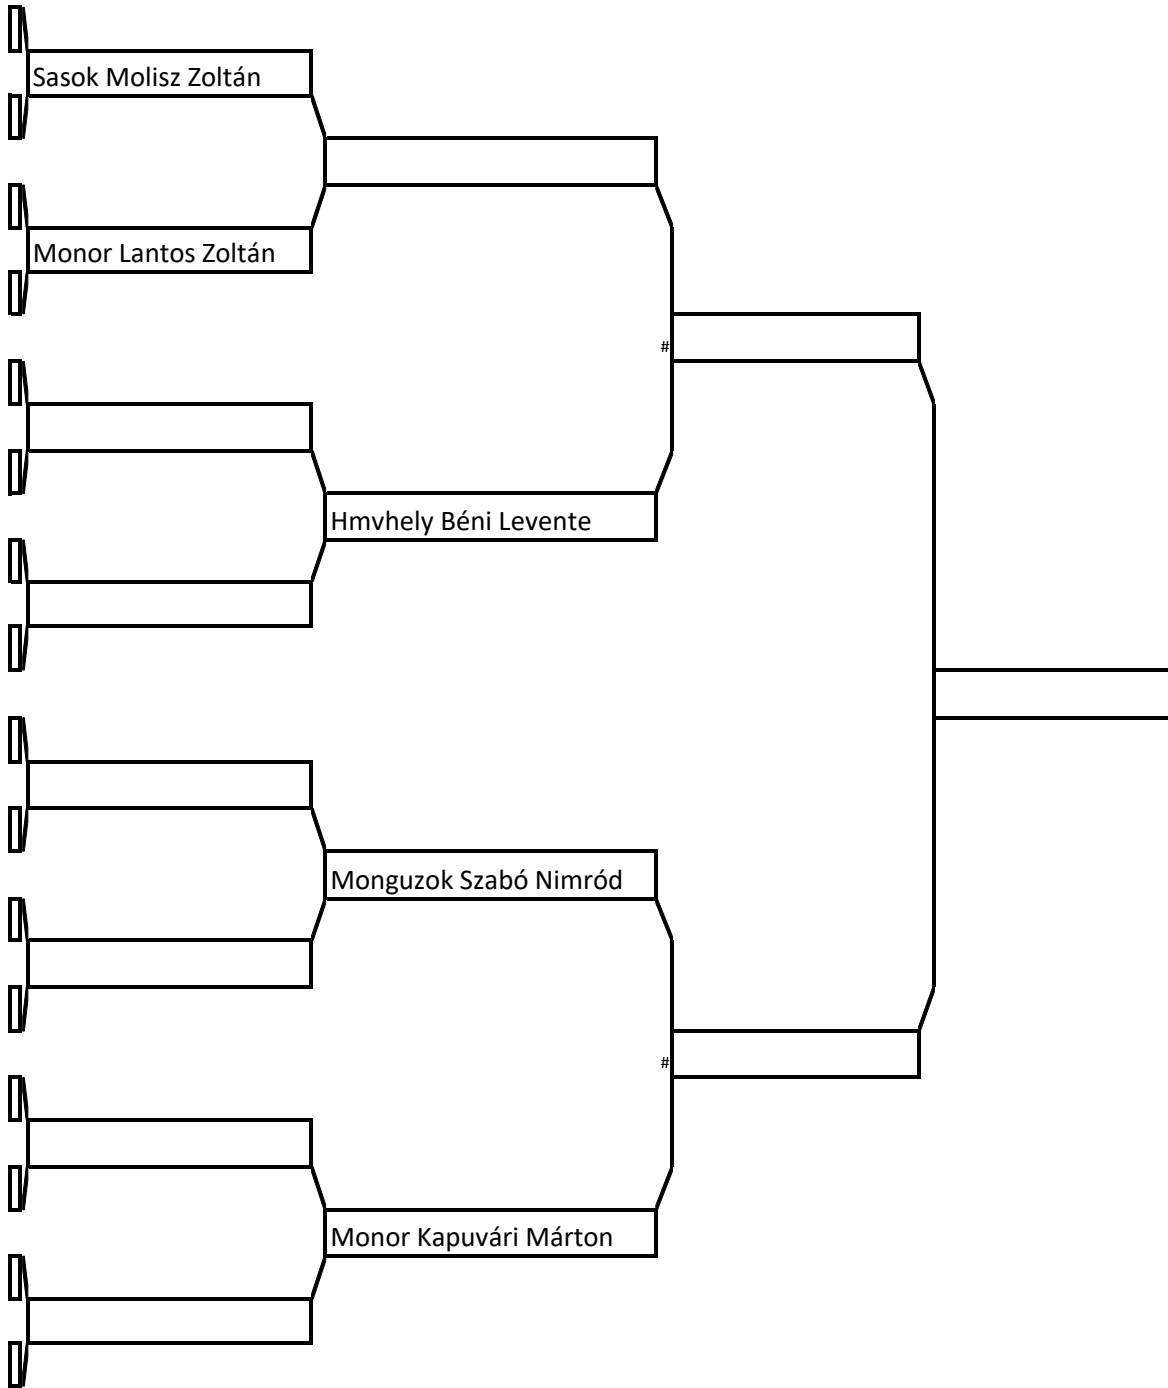 Sasok Molisz Zoltán
Monor Lantos Zoltán
#
Hmvhely Béni Levente
Monguzok Szabó Nimród
#
Monor Kapuvári Márton